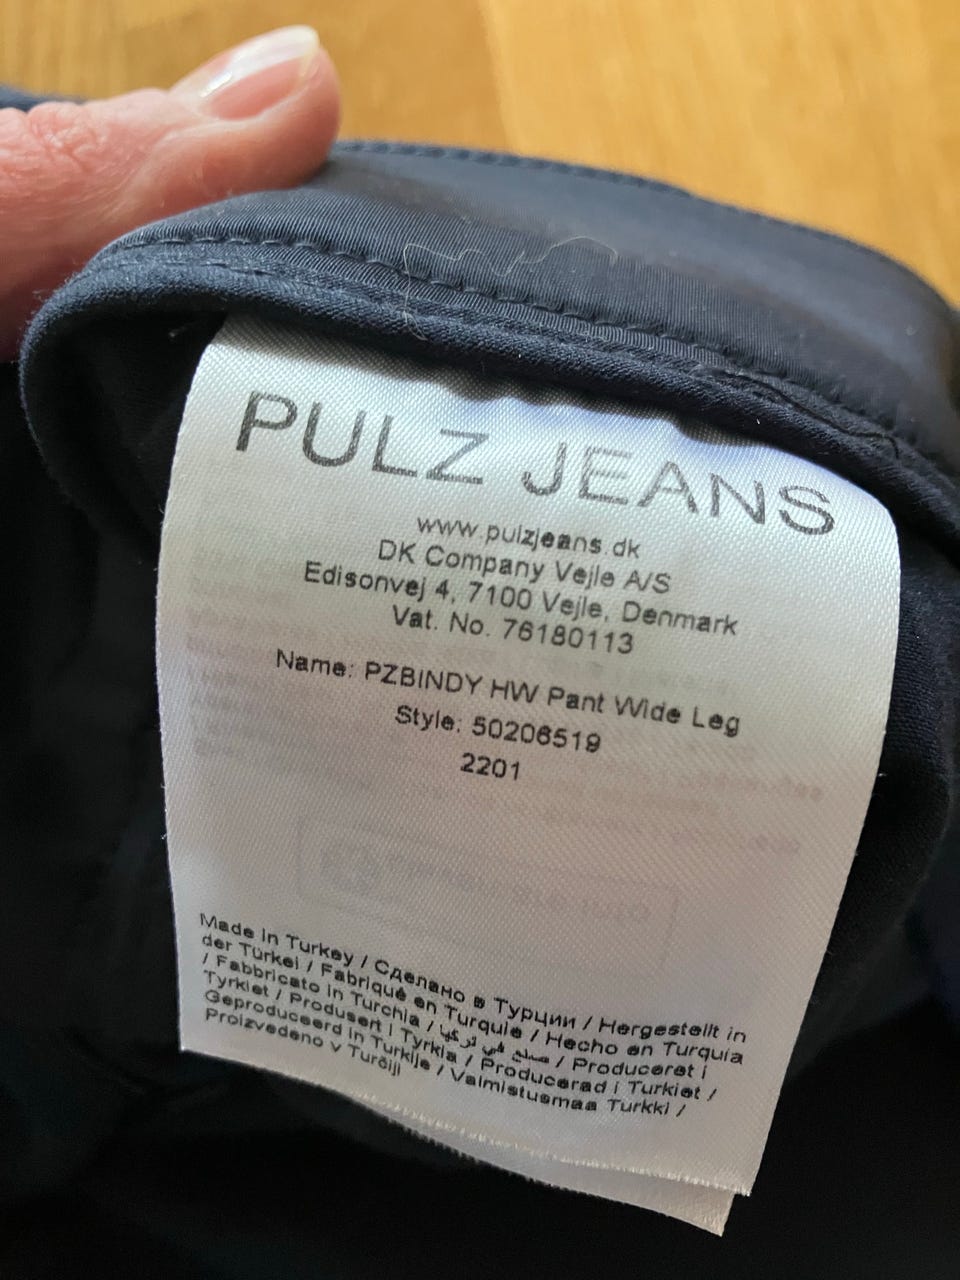 PULZ JEANS
www.pulzjeans.dk
DK Company Vejle A/S
Edisonvej 4, 7100 Vejle, Denmark
Vat. No. 76180113
Name: PZBINDY HW Pant Wide Leg
Style: 50206519
2201
Made in Turkey / Сделано в Турции / Hergestellt in
der Türkei / Fabriqué en Turquie / Hecho en Turquía
/ Fabbricato in Turchia / صنع في تركيا / Produceret i
Tyrkiet / Produsert i Tyrkia / Producerad i Turkiet /
Geproduceerd in Turkije / Valmistusmaa Turkki /
Proizvedeno v Turčiji